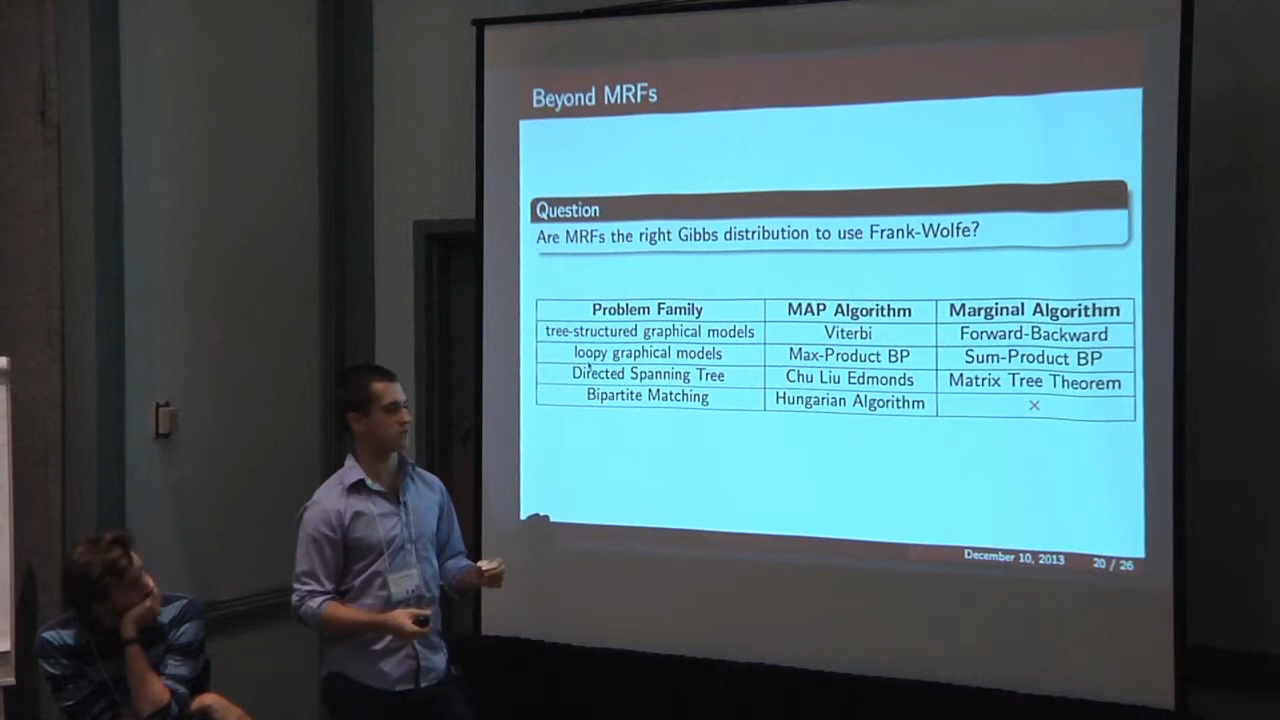 Beyond MRFs
Question
Are MRFs the right Gibbs distribution to use Frank-Wolfe?
Problem Family MAP Algorithm Marginal Algorithm
tree-structured graphical models Viterbi Forward-Backward
loopy graphical models Max-Product BP Sum-Product BP
Directed Spanning Tree Chu Liu Edmonds Matrix Tree Theorem
Bipartite Matching Hungarian Algorithm ×
December 10, 2013 20 / 26